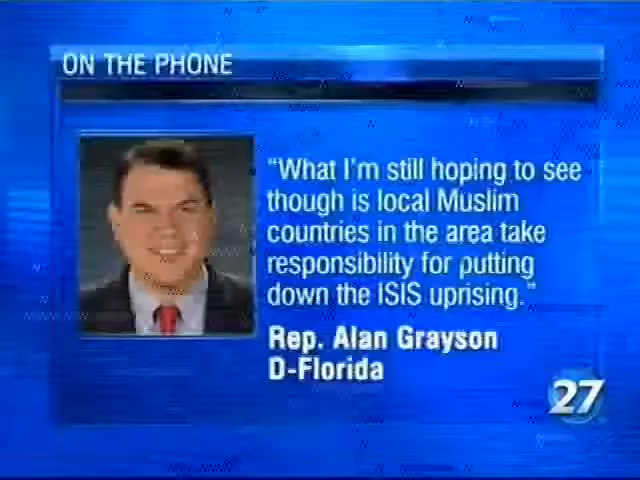 ON THE PHONE
"What I'm still hoping to see
though is local Muslim
countries in the area take
responsibility for putting
down the ISIS uprising."
Rep. Alan Grayson
D-Florida
27